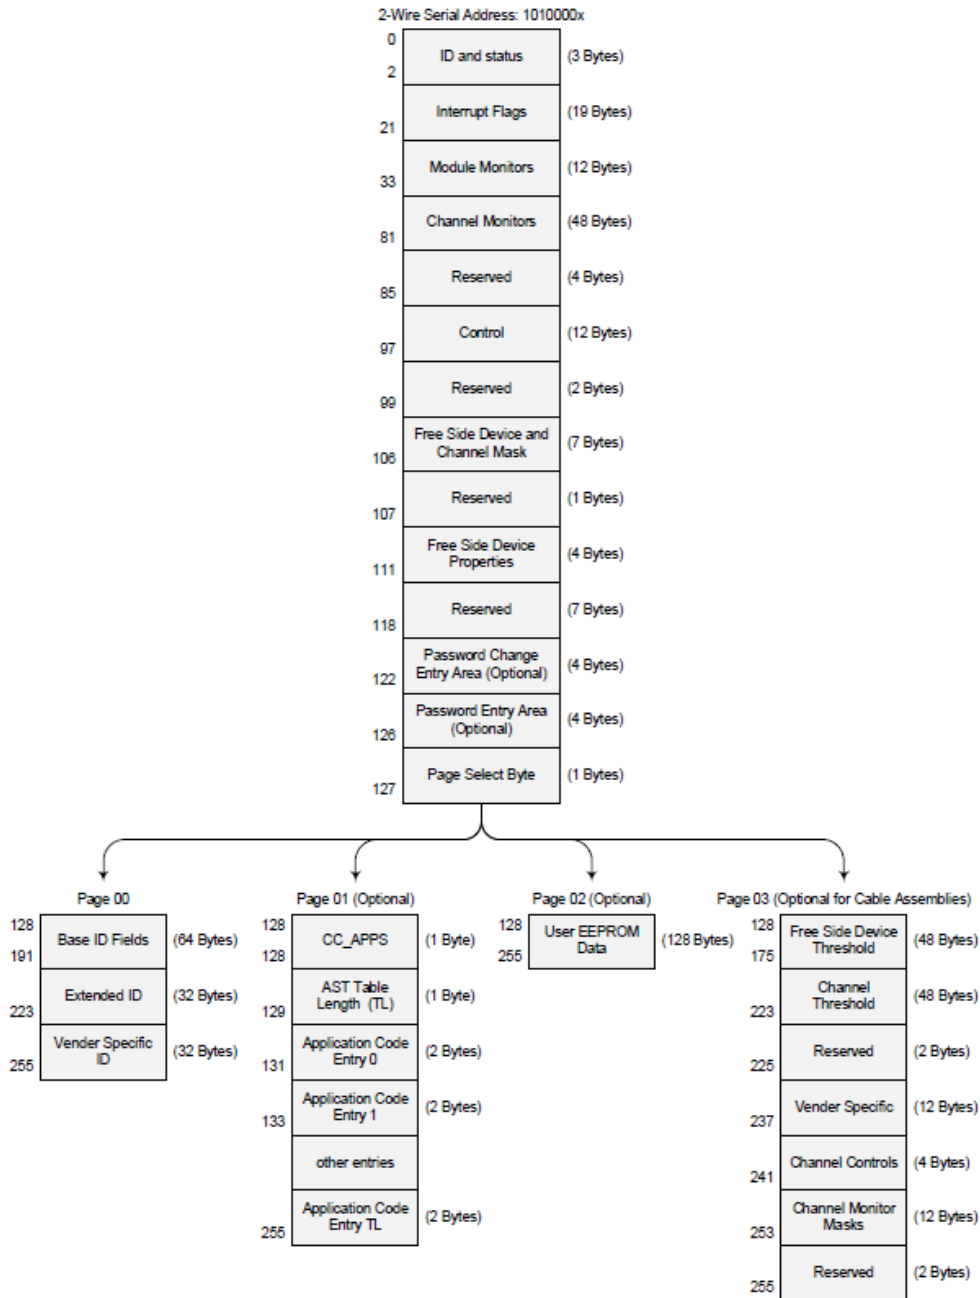 2-Wire Serial Address: 1010000x
0
ID and status
(3 Bytes)
2
Interrupt Flags
(19 Bytes)
21
Module Monitors
(12 Bytes)
33
Channel Monitors
(48 Bytes)
81
Reserved
(4 Bytes)
85
Control
(12 Bytes)
97
Reserved
(2 Bytes)
99
Free Side Device and
Channel Mask
(7 Bytes)
106
Reserved
(1 Bytes)
107
Free Side Device
Properties
(4 Bytes)
111
Reserved
(7 Bytes)
118
Password Change
Entry Area (Optional)
(4 Bytes)
122
Password Entry Area
(Optional)
(4 Bytes)
126
Page Select Byte
(1 Bytes)
127
Page 00
128
Base ID Fields
(64 Bytes)
191
Extended ID
(32 Bytes)
223
Vender Specific
ID
(32 Bytes)
255
Page 01 (Optional)
128
CC_APPS
(1 Byte)
128
AST Table
Length (TL)
(1 Byte)
129
Application Code
Entry 0
(2 Bytes)
131
Application Code
Entry 1
(2 Bytes)
133
other entries
Application Code
Entry TL
(2 Bytes)
255
Page 02 (Optional)
128
User EEPROM
Data
(128 Bytes)
255
Page 03 (Optional for Cable Assemblies)
128
Free Side Device
Threshold
(48 Bytes)
175
Channel
Threshold
(48 Bytes)
223
Reserved
(2 Bytes)
225
Vender Specific
(12 Bytes)
237
Channel Controls
(4 Bytes)
241
Channel Monitor
Masks
(12 Bytes)
253
Reserved
(2 Bytes)
255